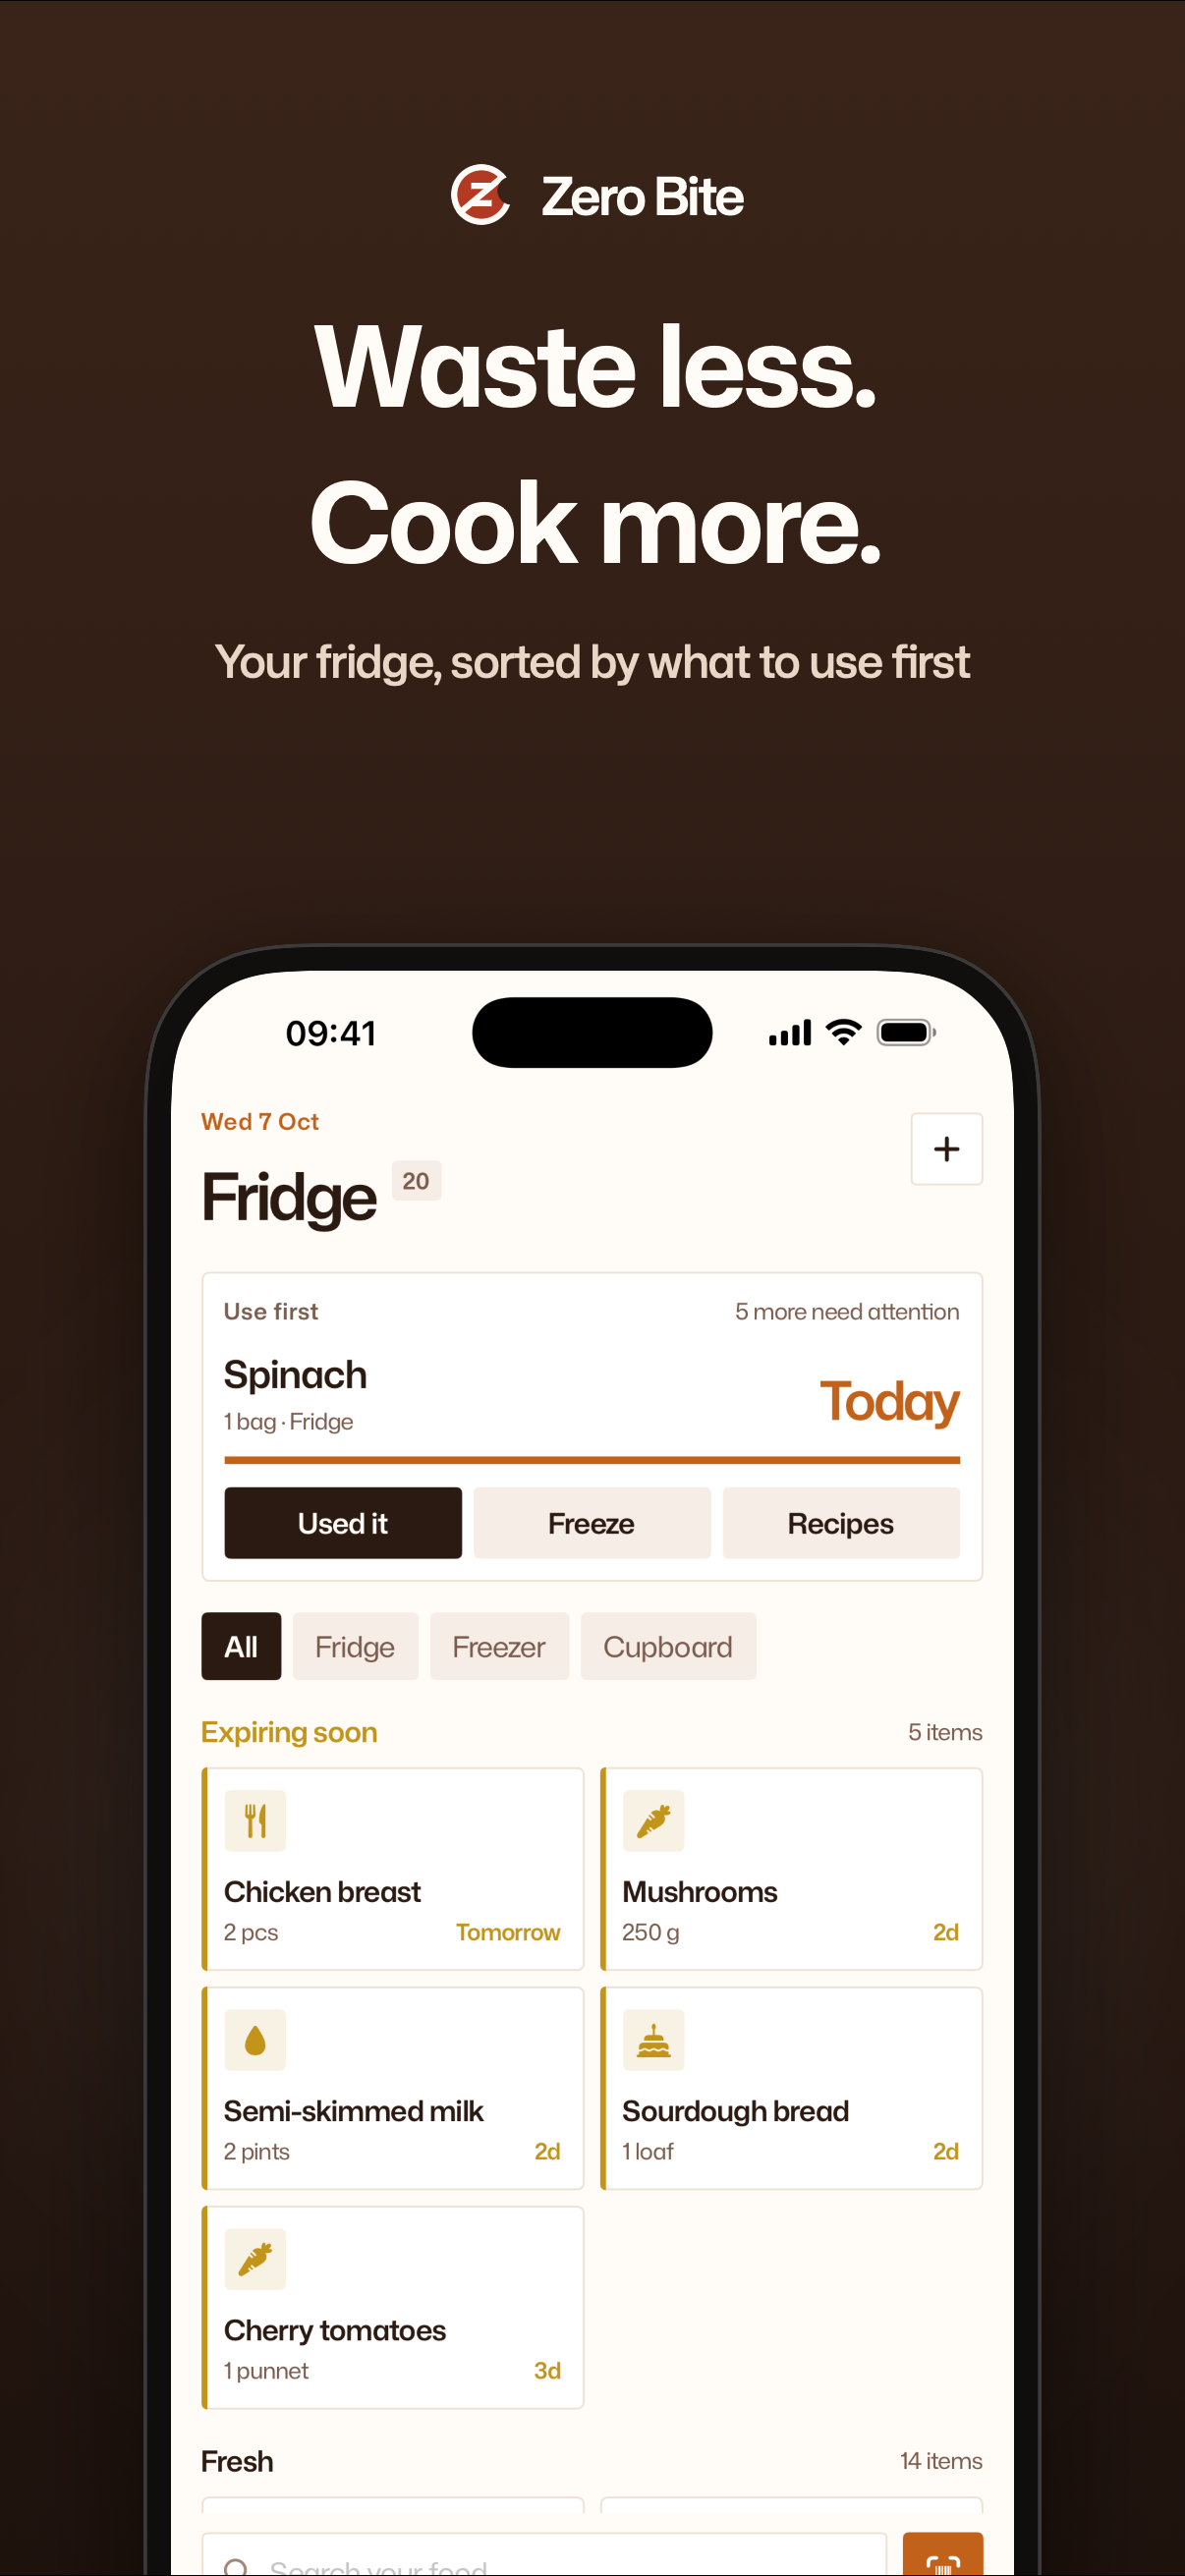 Zero Bite
Waste less.
Cook more.
Your fridge, sorted by what to use first
09:41
Wed 7 Oct
Fridge 20
Use first 5 more need attention
Spinach
Today
1 bag · Fridge
Used it Freeze Recipes
All Fridge Freezer Cupboard
Expiring soon 5 items
Chicken breast
2 pcs Tomorrow
Mushrooms
250 g 2d
Semi-skimmed milk
2 pints 2d
Sourdough bread
1 loaf 2d
Cherry tomatoes
1 punnet 3d
Fresh 14 items
Search your food